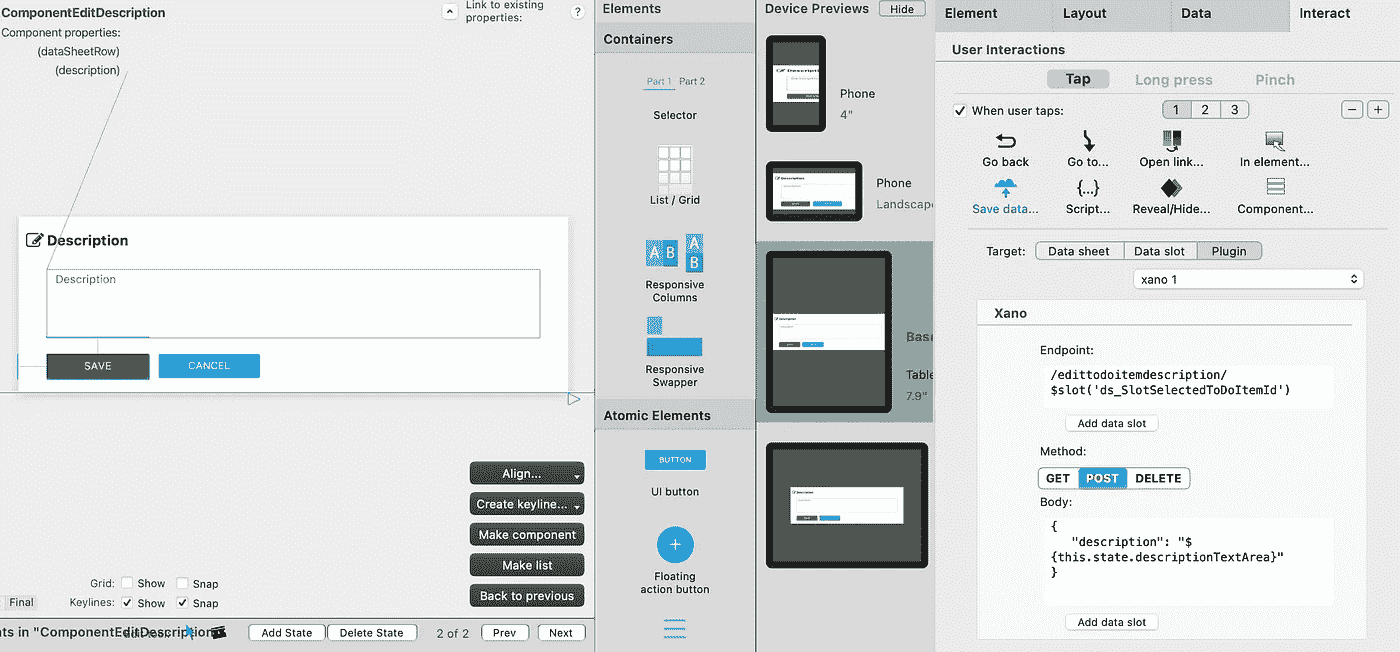 ComponentEditDescription
Link to existing
properties:
?
Component properties:
(dataSheetRow)
(description)
Description
Description
SAVE
CANCEL
Align...
Create keyline...
Make component
Make list
Back to previous
Grid:
Show
Snap
Final
Keylines:
Show
Snap
nts in "ComponentEditDescription
Add State
Delete State
2 of 2
Prev
Next
Elements
Containers
Part 1 Part 2
Selector
List / Grid
A B
A
B
Responsive
Columns
Responsive
Swapper
Atomic Elements
BUTTON
UI button
+
Floating
action button
Device Previews
Hide
Description
Phone
4"
Phone
Landscape
Base
Table
7.9"
Element
Layout
Data
Interact
User Interactions
Tap
Long press
Pinch
When user taps:
1
2
3
−
+
Go back
Go to...
Open link...
In element...
{...}
Save data...
Script...
Reveal/Hide...
Component...
Target:
Data sheet
Data slot
Plugin
xano 1
Xano
Endpoint:
/edittodoitemdescription/
$slot('ds_SlotSelectedToDoItemId')
Add data slot
Method:
GET
POST
DELETE
Body:
{
"description": "$
{this.state.descriptionTextArea}"
}
Add data slot